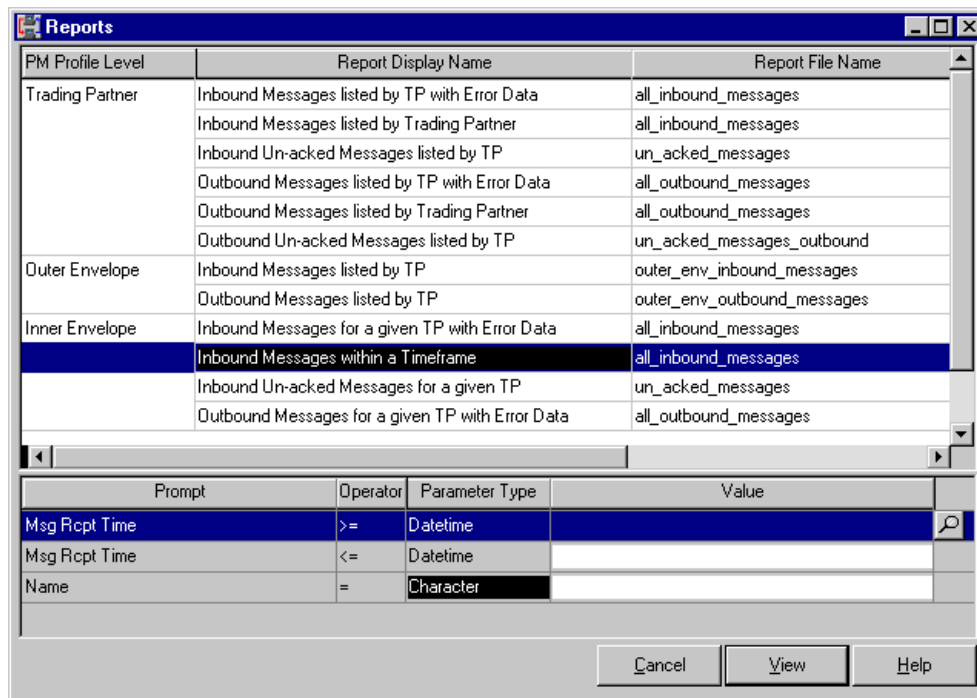 Reports
PM Profile Level Report Display Name Report File Name
Trading Partner Inbound Messages listed by TP with Error Data all_inbound_messages
Inbound Messages listed by Trading Partner all_inbound_messages
Inbound Un-acked Messages listed by TP un_acked_messages
Outbound Messages listed by TP with Error Data all_outbound_messages
Outbound Messages listed by Trading Partner all_outbound_messages
Outbound Un-acked Messages listed by TP un_acked_messages_outbound
Outer Envelope Inbound Messages listed by TP outer_env_inbound_messages
Outbound Messages listed by TP outer_env_outbound_messages
Inner Envelope Inbound Messages for a given TP with Error Data all_inbound_messages
Inbound Messages within a Timeframe all_inbound_messages
Inbound Un-acked Messages for a given TP un_acked_messages
Outbound Messages for a given TP with Error Data all_outbound_messages
Prompt Operator Parameter Type Value
Msg Rcpt Time >= Datetime
Msg Rcpt Time <= Datetime
Name = Character
Cancel View Help